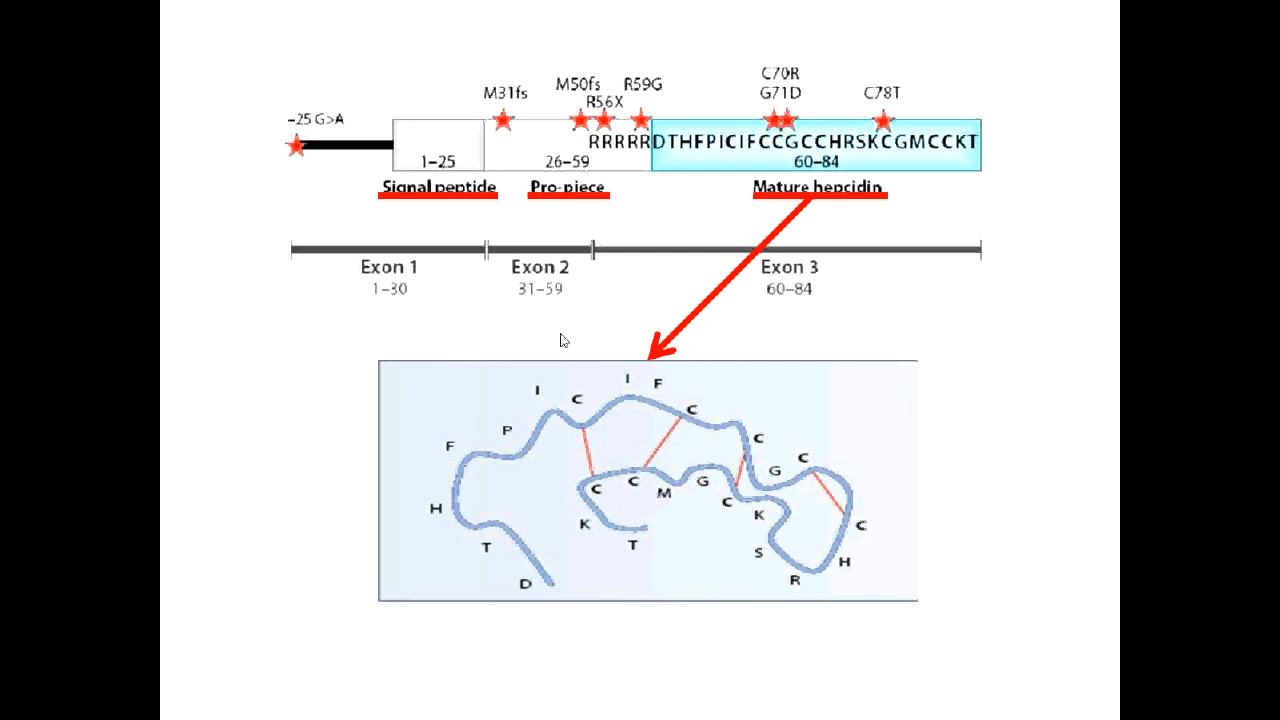 C70R
M50fs R59G
M31fs G71D C78T
R56X
−25 G>A
RRRRRDTHFPICIFCCGCCHRSKCGMCCKT
1–25 26–59 60–84
Signal peptide Pro-piece Mature hepcidin
Exon 1 Exon 2 Exon 3
1–30 31–59 60–84
I F
I C
C
P C
F C
G
C C M G
H C K C
K
T T S H
D R